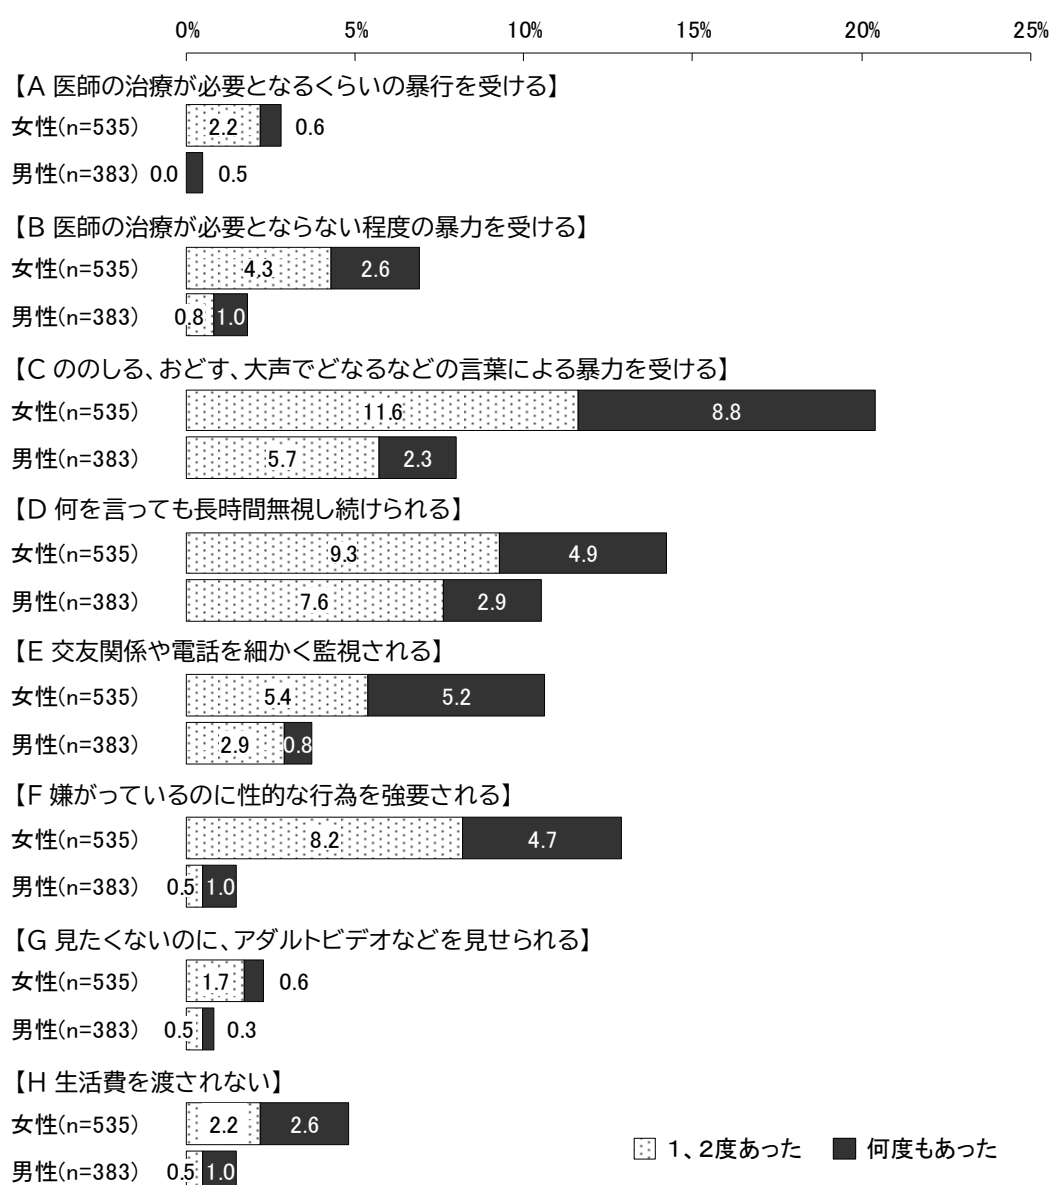 0% 5% 10% 15% 20% 25%
【A 医師の治療が必要となるくらいの暴行を受ける】
女性(n=535) 2.2 0.6
男性(n=383) 0.0 0.5
【B 医師の治療が必要とならない程度の暴力を受ける】
女性(n=535) 4.3 2.6
男性(n=383) 0.8 1.0
【C ののしる、おどす、大声でどなるなどの言葉による暴力を受ける】
女性(n=535) 11.6 8.8
男性(n=383) 5.7 2.3
【D 何を言っても長時間無視し続けられる】
女性(n=535) 9.3 4.9
男性(n=383) 7.6 2.9
【E 交友関係や電話を細かく監視される】
女性(n=535) 5.4 5.2
男性(n=383) 2.9 0.8
【F 嫌がっているのに性的な行為を強要される】
女性(n=535) 8.2 4.7
男性(n=383) 0.5 1.0
【G 見たくないのに、アダルトビデオなどを見せられる】
女性(n=535) 1.7 0.6
男性(n=383) 0.5 0.3
【H 生活費を渡されない】
女性(n=535) 2.2 2.6
男性(n=383) 0.5 1.0
1、2度あった 何度もあった